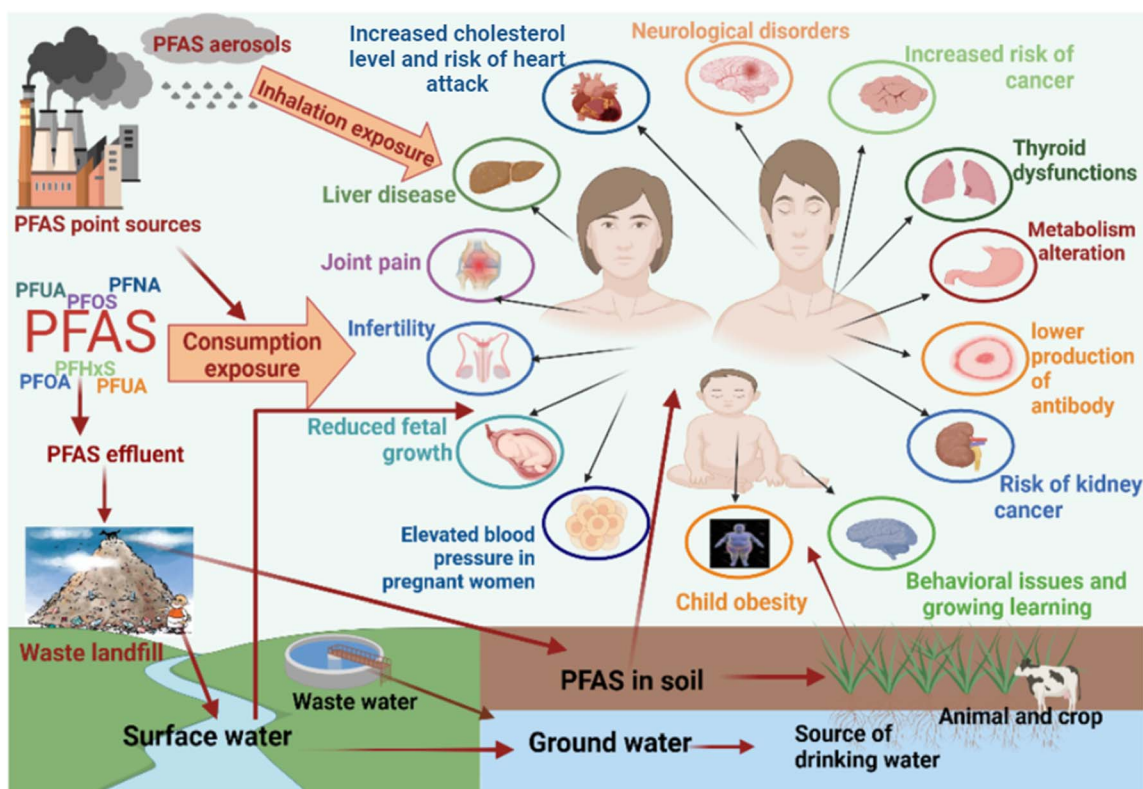 PFAS aerosols
Inhalation exposure
PFAS point sources
Increased cholesterol
level and risk of heart
attack
Neurological disorders
Increased risk of
cancer
Liver disease
Thyroid
dysfunctions
Joint pain
Metabolism
alteration
PFUA
PFOS
PFNA
PFAS
PFHxS
PFOA
PFUA
Consumption
exposure
Infertility
lower
production
of
antibody
PFAS effluent
Reduced fetal
growth
Risk of kidney
cancer
Elevated blood
pressure in
pregnant women
Child obesity
Behavioral issues and
growing learning
Waste landfill
Waste water
Surface water
PFAS in soil
Animal and crop
Ground water
Source of
drinking water